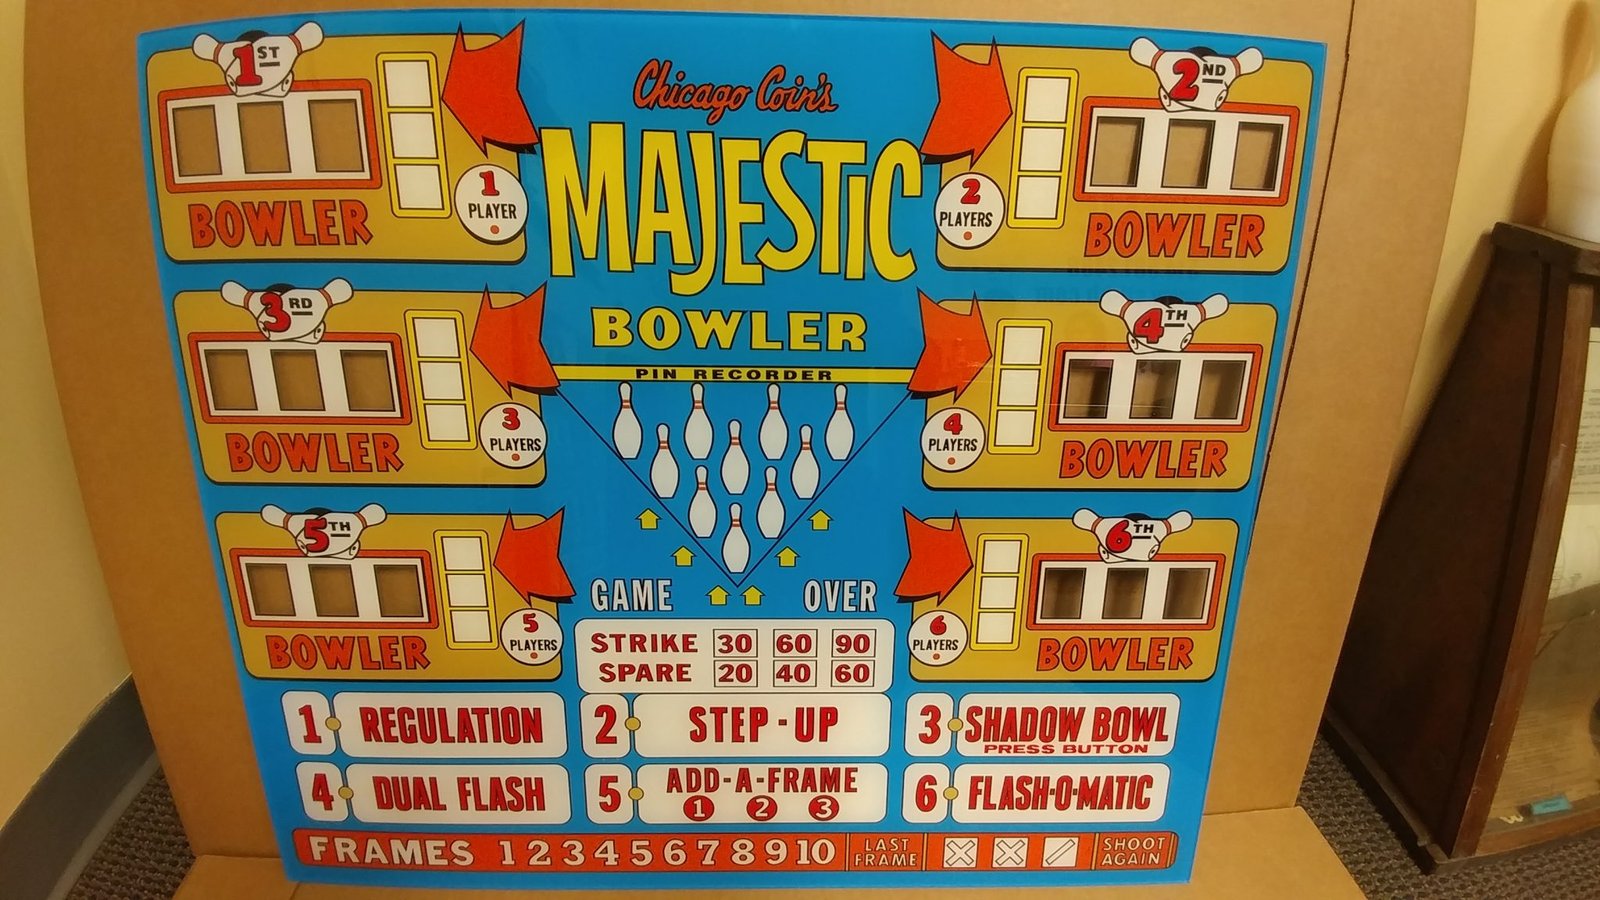 Chicago Coin's
MAJESTIC
BOWLER
PIN RECORDER
1ST
BOWLER
1
PLAYER
2ND
BOWLER
2
PLAYERS
3RD
BOWLER
3
PLAYERS
4TH
BOWLER
4
PLAYERS
5TH
BOWLER
5
PLAYERS
6TH
BOWLER
6
PLAYERS
GAME OVER
STRIKE 30 60 90
SPARE 20 40 60
1 REGULATION
2 STEP-UP
3 SHADOW BOWL
PRESS BUTTON
4 DUAL FLASH
5 ADD-A-FRAME
1 2 3
6 FLASH-O-MATIC
FRAMES 1 2 3 4 5 6 7 8 9 10
LAST
FRAME
SHOOT
AGAIN